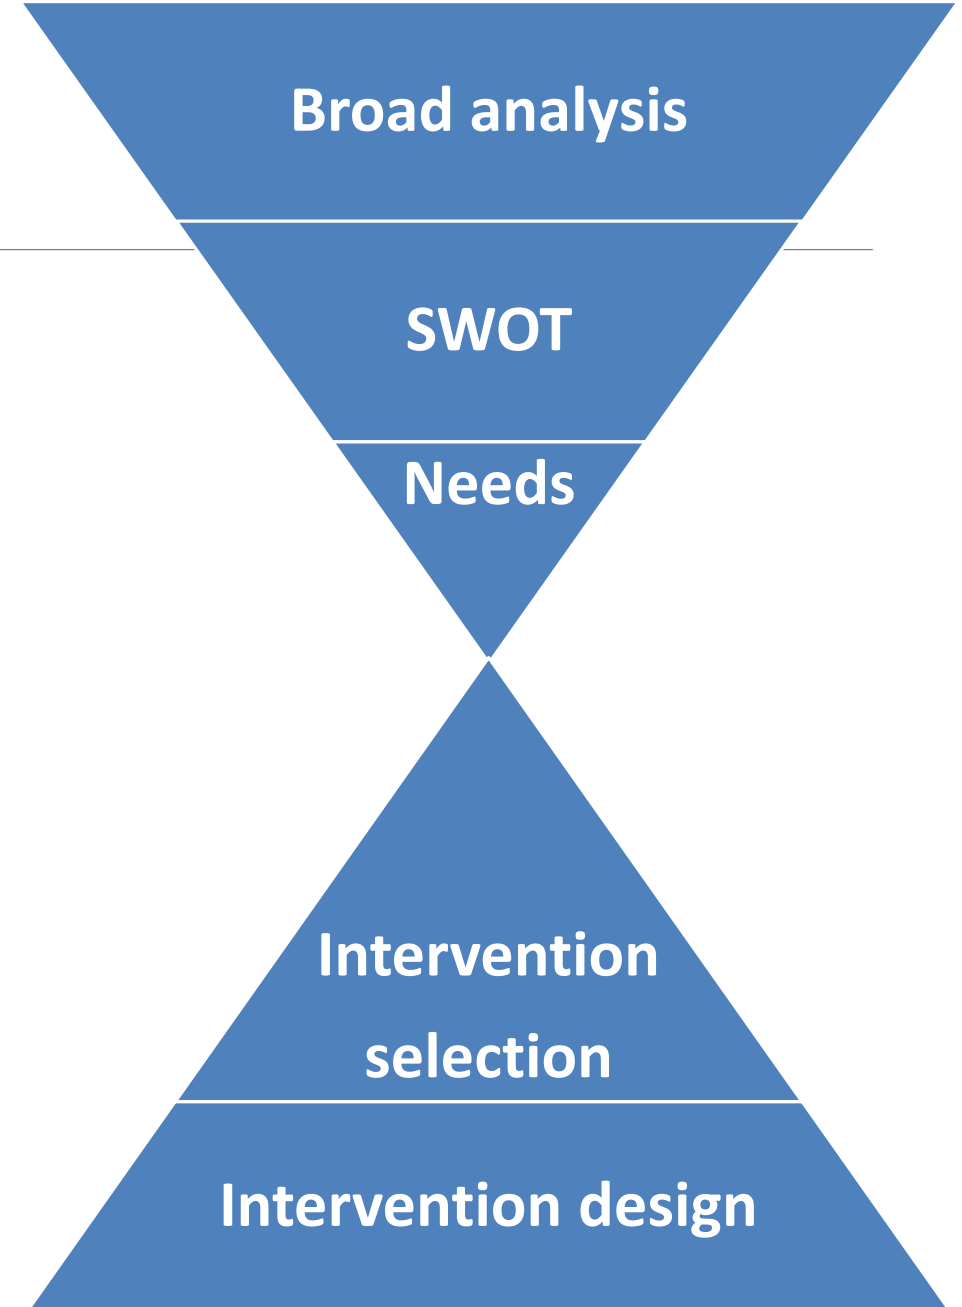 Broad analysis
SWOT
Needs
Intervention
selection
Intervention design